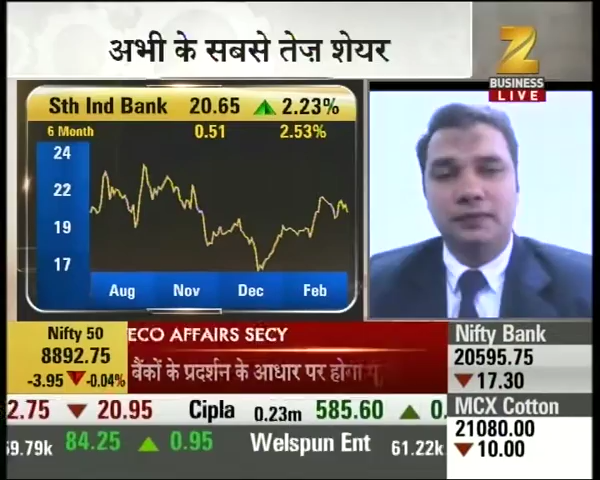 अभी के सबसे तेज़ शेयर
Z
BUSINESS
LIVE
Sth Ind Bank 20.65 ▲ 2.23%
6 Month 0.51 2.53%
24
22
19
17
Aug Nov Dec Feb
Nifty 50
8892.75
-3.95 ▼ -0.04%
ECO AFFAIRS SECY
बैंकों के प्रदर्शन के आधार पर होगा
Nifty Bank
20595.75
▼ 17.30
2.75 ▼ 20.95 Cipla 0.23m 585.60 ▲ 0.
MCX Cotton
21080.00
▼ 10.00
9.79k 84.25 ▲ 0.95 Welspun Ent 61.22k